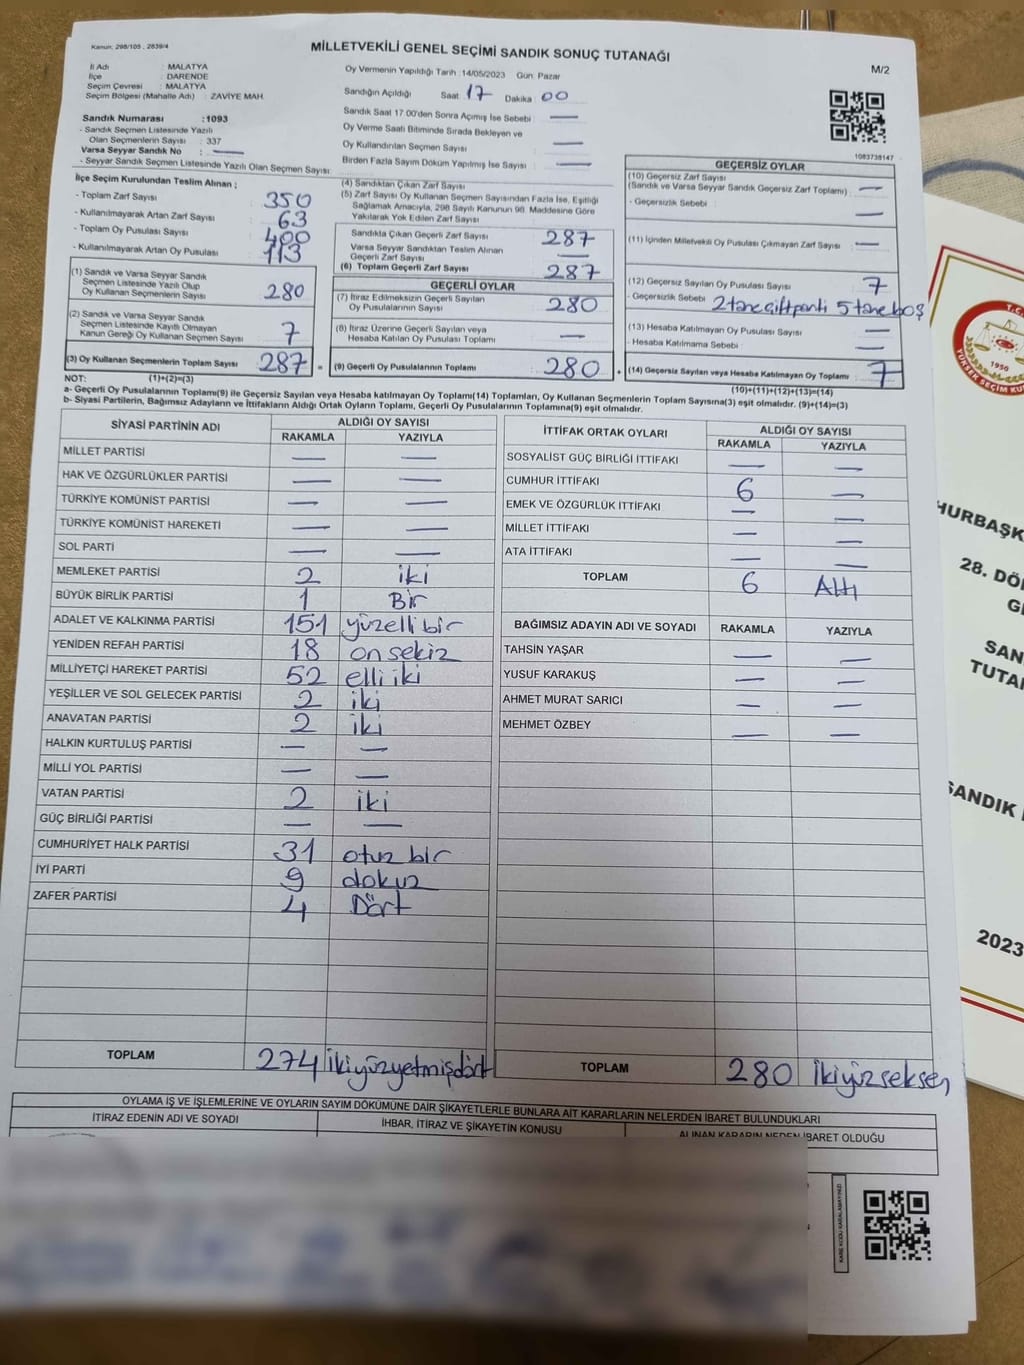 Kanun: 298/105 , 2839/4
MİLLETVEKİLİ GENEL SEÇİMİ SANDIK SONUÇ TUTANAĞI
M/2
İl Adı : MALATYA
İlçe : DARENDE
Seçim Çevresi : MALATYA
Seçim Bölgesi (Mahalle Adı) : ZAVİYE MAH.
Sandık Numarası :1093
- Sandık Seçmen Listesinde Yazılı
Olan Seçmenlerin Sayısı : 337
Varsa Seyyar Sandık No : —
- Seyyar Sandık Seçmen Listesinde Yazılı Olan Seçmen Sayısı:
Oy Vermenin Yapıldığı Tarih :14/05/2023 Gün: Pazar
Sandığın Açıldığı Saat 17 Dakika : 00
Sandık Saat 17.00'den Sonra Açılmış İse Sebebi : —
Oy Verme Saati Bitiminde Sırada Bekleyen ve
Oy Kullandırılan Seçmen Sayısı : —
Birden Fazla Sayım Döküm Yapılmış İse Sayısı : —
1083738147
İlçe Seçim Kurulundan Teslim Alınan ;
- Toplam Zarf Sayısı : 350
- Kullanılmayarak Artan Zarf Sayısı : 63
- Toplam Oy Pusulası Sayısı : 400
- Kullanılmayarak Artan Oy Pusulası : 113
(1) Sandık ve Varsa Seyyar Sandık
Seçmen Listesinde Yazılı Olup
Oy Kullanan Seçmenlerin Sayısı 280
(2) Sandık ve Varsa Seyyar Sandık
Seçmen Listesinde Kayıtlı Olmayan
Kanun Gereği Oy Kullanan Seçmen Sayısı 7
(3) Oy Kullanan Seçmenlerin Toplam Sayısı 287 =
(4) Sandıktan Çıkan Zarf Sayısı
(5) Zarf Sayısı Oy Kullanan Seçmen Sayısından Fazla İse, Eşitliği
Sağlamak Amacıyla, 298 Sayılı Kanunun 98. Maddesine Göre
Yakılarak Yok Edilen Zarf Sayısı
Sandıkta Çıkan Geçerli Zarf Sayısı 287
Varsa Seyyar Sandıktan Teslim Alınan
Geçerli Zarf Sayısı —
(6) Toplam Geçerli Zarf Sayısı 287
GEÇERLİ OYLAR
(7) İtiraz Edilmeksizin Geçerli Sayılan
Oy Pusulalarının Sayısı 280
(8) İtiraz Üzerine Geçerli Sayılan veya
Hesaba Katılan Oy Pusulası Toplamı —
(9) Geçerli Oy Pusulalarının Toplamı 280 +
GEÇERSİZ OYLAR
(10) Geçersiz Zarf Sayısı
(Sandık ve Varsa Seyyar Sandık Geçersiz Zarf Toplamı) : —
- Geçersizlik Sebebi : —
(11) İçinden Milletvekili Oy Pusulası Çıkmayan Zarf Sayısı : —
(12) Geçersiz Sayılan Oy Pusulası Sayısı : 7
- Geçersizlik Sebebi : 2 tane çift parti 5 tane boş
(13) Hesaba Katılmayan Oy Pusulası Sayısı : —
- Hesaba Katılmama Sebebi : —
(14) Geçersiz Sayılan veya Hesaba Katılmayan Oy Toplamı 7
NOT: (1)+(2)=(3)
(10)+(11)+(12)+(13)=(14)
a- Geçerli Oy Pusulalarının Toplamı(9) ile Geçersiz Sayılan veya Hesaba katılmayan Oy Toplamı(14) Toplamları, Oy Kullanan Seçmenlerin Toplam Sayısına(3) eşit olmalıdır. (9)+(14)=(3)
b- Siyasi Partilerin, Bağımsız Adayların ve İttifakların Aldığı Ortak Oyların Toplamı, Geçerli Oy Pusulalarının Toplamına(9) eşit olmalıdır.
SİYASİ PARTİNİN ADI ALDIĞI OY SAYISI
RAKAMLA YAZIYLA
MİLLET PARTİSİ — —
HAK VE ÖZGÜRLÜKLER PARTİSİ — —
TÜRKİYE KOMÜNİST PARTİSİ — —
TÜRKİYE KOMÜNİST HAREKETİ — —
SOL PARTİ — —
MEMLEKET PARTİSİ 2 iki
BÜYÜK BİRLİK PARTİSİ 1 Bir
ADALET VE KALKINMA PARTİSİ 151 yüzelli bir
YENİDEN REFAH PARTİSİ 18 on sekiz
MİLLİYETÇİ HAREKET PARTİSİ 52 elli iki
YEŞİLLER VE SOL GELECEK PARTİSİ 2 iki
ANAVATAN PARTİSİ 2 iki
HALKIN KURTULUŞ PARTİSİ — —
MİLLİ YOL PARTİSİ — —
VATAN PARTİSİ 2 iki
GÜÇ BİRLİĞİ PARTİSİ — —
CUMHURİYET HALK PARTİSİ 31 otuz bir
İYİ PARTİ 9 dokuz
ZAFER PARTİSİ 4 Dört
TOPLAM 274 İkiyüzyetmişdört
İTTİFAK ORTAK OYLARI ALDIĞI OY SAYISI
RAKAMLA YAZIYLA
SOSYALİST GÜÇ BİRLİĞİ İTTİFAKI — —
CUMHUR İTTİFAKI 6 —
EMEK VE ÖZGÜRLÜK İTTİFAKI — —
MİLLET İTTİFAKI — —
ATA İTTİFAKI — —
TOPLAM 6 Altı
BAĞIMSIZ ADAYIN ADI VE SOYADI RAKAMLA YAZIYLA
TAHSİN YAŞAR — —
YUSUF KARAKUŞ — —
AHMET MURAT SARICI — —
MEHMET ÖZBEY — —
TOPLAM 280 İkiyüzseksen
OYLAMA İŞ VE İŞLEMLERİNE VE OYLARIN SAYIM DÖKÜMÜNE DAİR ŞİKAYETLERLE BUNLARA AİT KARARLARIN NELERDEN İBARET BULUNDUKLARI
İTİRAZ EDENİN ADI VE SOYADI İHBAR, İTİRAZ VE ŞİKAYETİN KONUSU ALINAN KARARIN NEDEN İBARET OLDUĞU
KARE KODU KARALAMAYINIZ!
T.C.
1950
YÜKSEK SEÇİM KU
HURBAŞK
28. DÖ
SAN
TUTA
SANDIK
2023